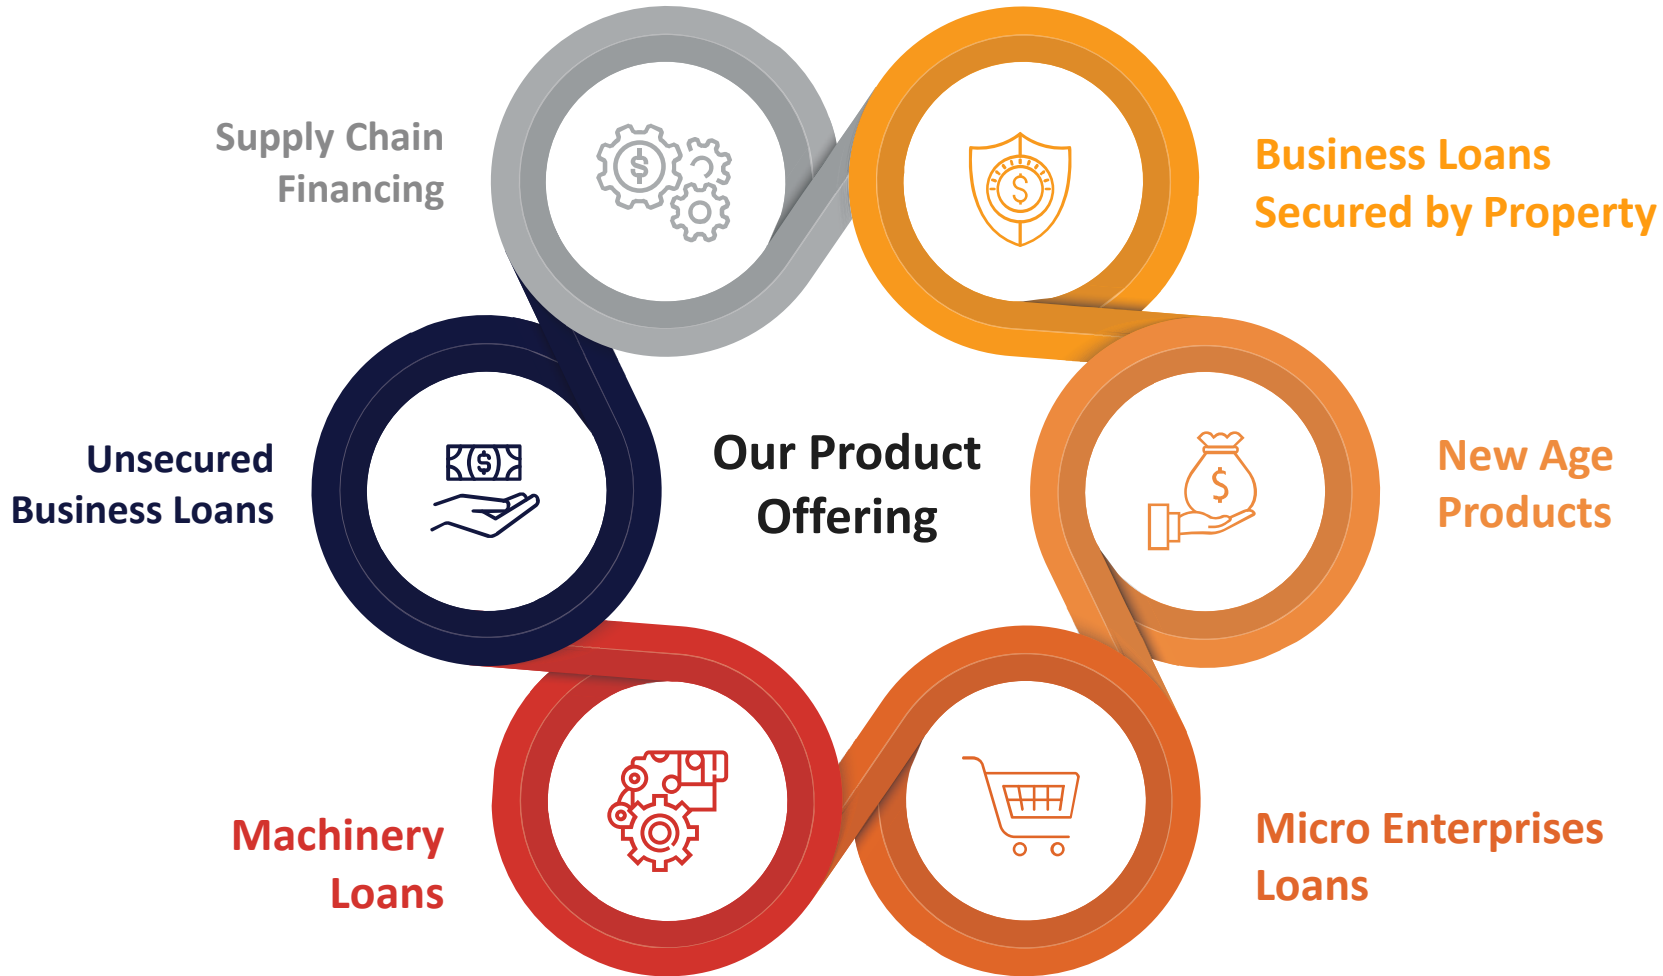 Supply Chain
Financing
Business Loans
Secured by Property
Unsecured
Business Loans
Our Product
Offering
New Age
Products
Machinery
Loans
Micro Enterprises
Loans
$
$
$
$